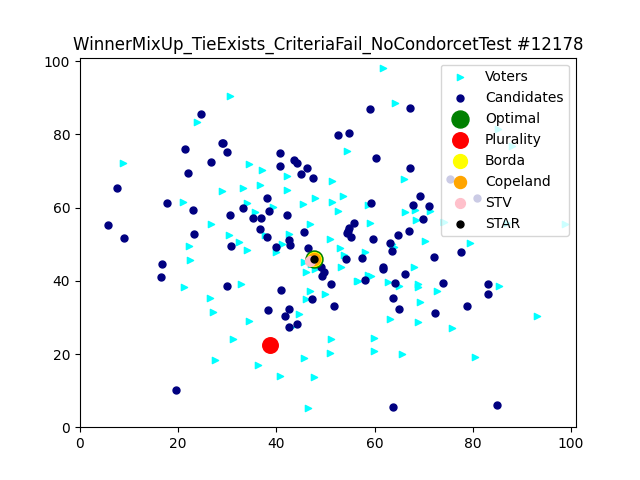 WinnerMixUp_TieExists_CriteriaFail_NoCondorcetTest #12178
100
80
60
40
20
0
0 20 40 60 80 100
Voters
Candidates
Optimal
Plurality
Borda
Copeland
STV
STAR